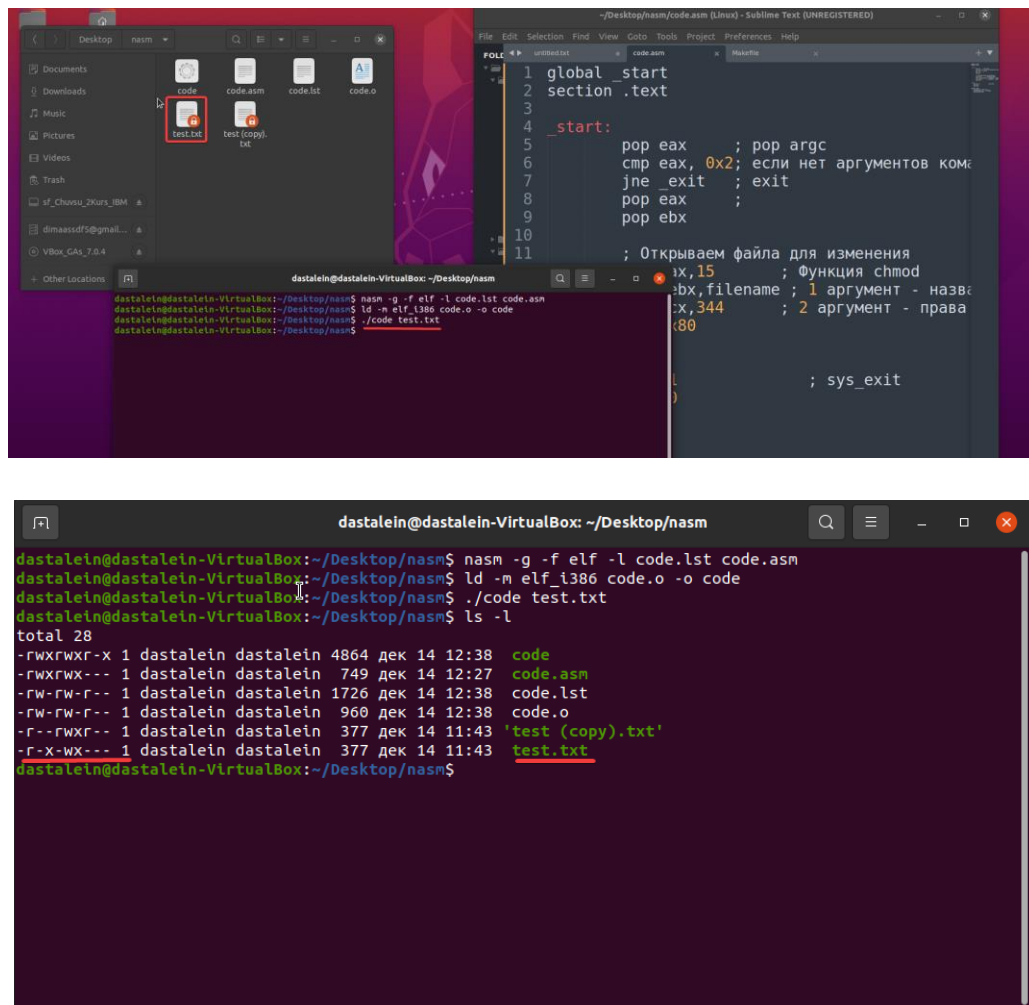 ~/Desktop/nasm/code.asm (Linux) - Sublime Text (UNREGISTERED)
Desktop nasm
File Edit Selection Find View Goto Tools Project Preferences Help
FOLD
untitled.txt code.asm Makefile
Documents
Downloads
Music
Pictures
Videos
Trash
sf_Chuvsu_2Kurs_IBM
dimaassdf5@gmail...
VBox_GAs_7.0.4
+ Other Locations
code code.asm code.lst code.o
test.txt test (copy).
txt
1 global _start
2 section .text
3
4 _start:
5 pop eax ; pop argc
6 cmp eax, 0x2; если нет аргументов кома
7 jne _exit ; exit
8 pop eax ;
9 pop ebx
10
11 ; Открываем файла для изменения
ax,15 ; Функция chmod
ebx,filename ; 1 аргумент - назва
cx,344 ; 2 аргумент - права
x80
; sys_exit
dastalein@dastalein-VirtualBox: ~/Desktop/nasm
dastalein@dastalein-VirtualBox:~/Desktop/nasm$ nasm -g -f elf -l code.lst code.asm
dastalein@dastalein-VirtualBox:~/Desktop/nasm$ ld -m elf_i386 code.o -o code
dastalein@dastalein-VirtualBox:~/Desktop/nasm$ ./code test.txt
dastalein@dastalein-VirtualBox:~/Desktop/nasm$
dastalein@dastalein-VirtualBox: ~/Desktop/nasm
dastalein@dastalein-VirtualBox:~/Desktop/nasm$ nasm -g -f elf -l code.lst code.asm
dastalein@dastalein-VirtualBox:~/Desktop/nasm$ ld -m elf_i386 code.o -o code
dastalein@dastalein-VirtualBox:~/Desktop/nasm$ ./code test.txt
dastalein@dastalein-VirtualBox:~/Desktop/nasm$ ls -l
total 28
-rwxrwxr-x 1 dastalein dastalein 4864 дек 14 12:38 code
-rwxrwx--- 1 dastalein dastalein 749 дек 14 12:27 code.asm
-rw-rw-r-- 1 dastalein dastalein 1726 дек 14 12:38 code.lst
-rw-rw-r-- 1 dastalein dastalein 960 дек 14 12:38 code.o
-r--rwxr-- 1 dastalein dastalein 377 дек 14 11:43 'test (copy).txt'
-r-x-wx--- 1 dastalein dastalein 377 дек 14 11:43 test.txt
dastalein@dastalein-VirtualBox:~/Desktop/nasm$